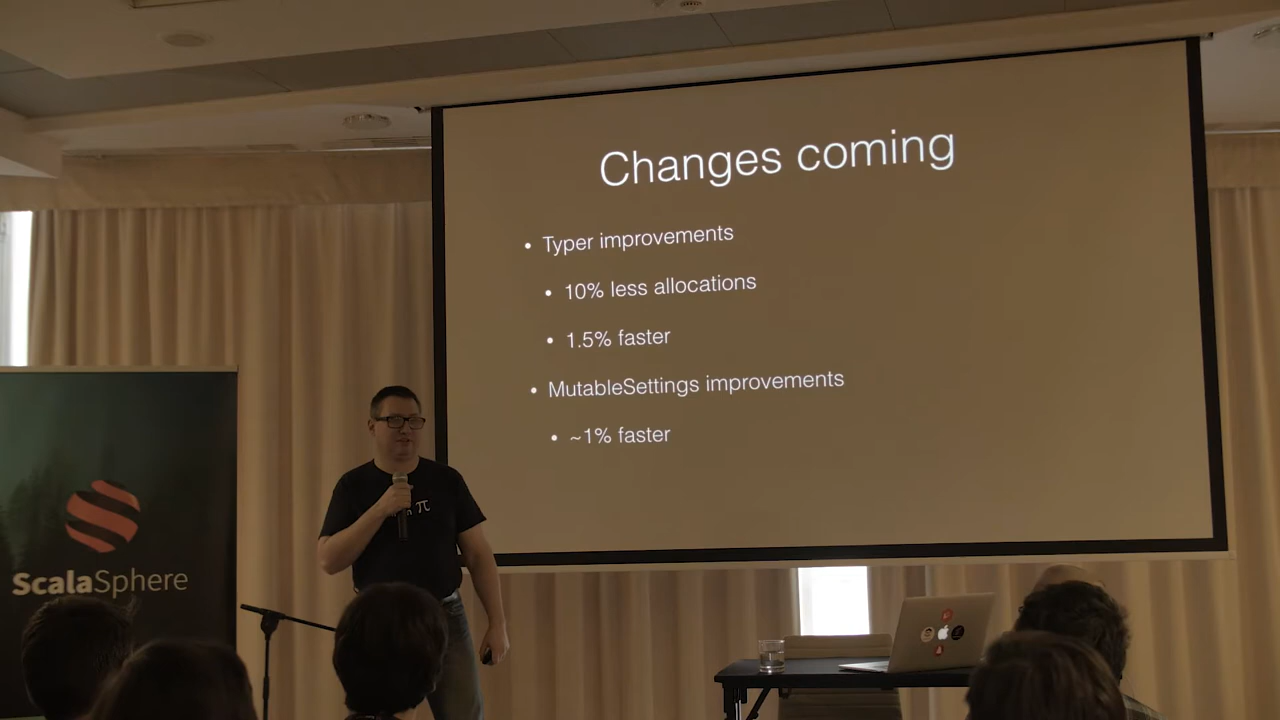 Changes coming
• Typer improvements
• 10% less allocations
• 1.5% faster
• MutableSettings improvements
• ~1% faster
ScalaSphere
π